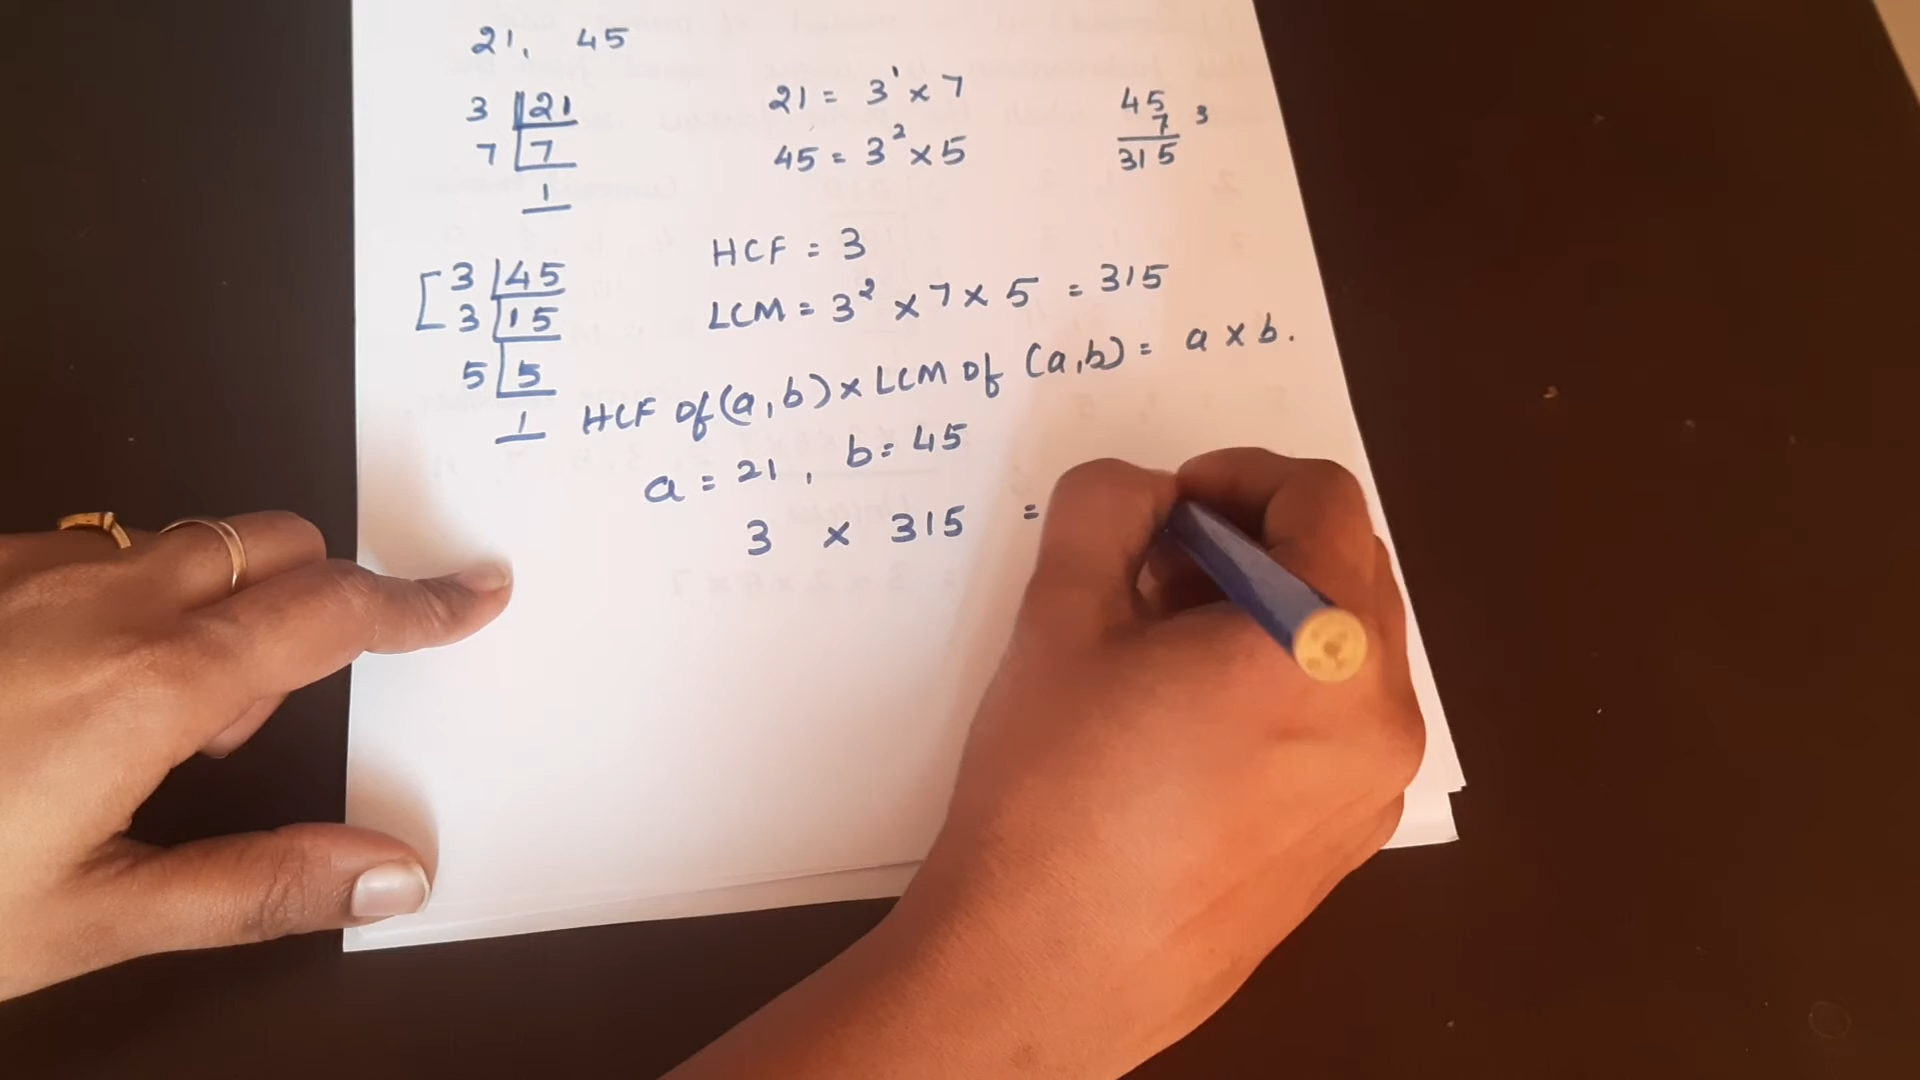 21, 45
3 21
7 7
1
21 = 3¹ × 7
45 = 3² × 5
45
7 3
315
3 45
3 15
5 5
1
HCF = 3
LCM = 3² × 7 × 5 = 315
HCF of (a,b) × LCM of (a,b) = a × b.
a = 21, b = 45
3 × 315 =